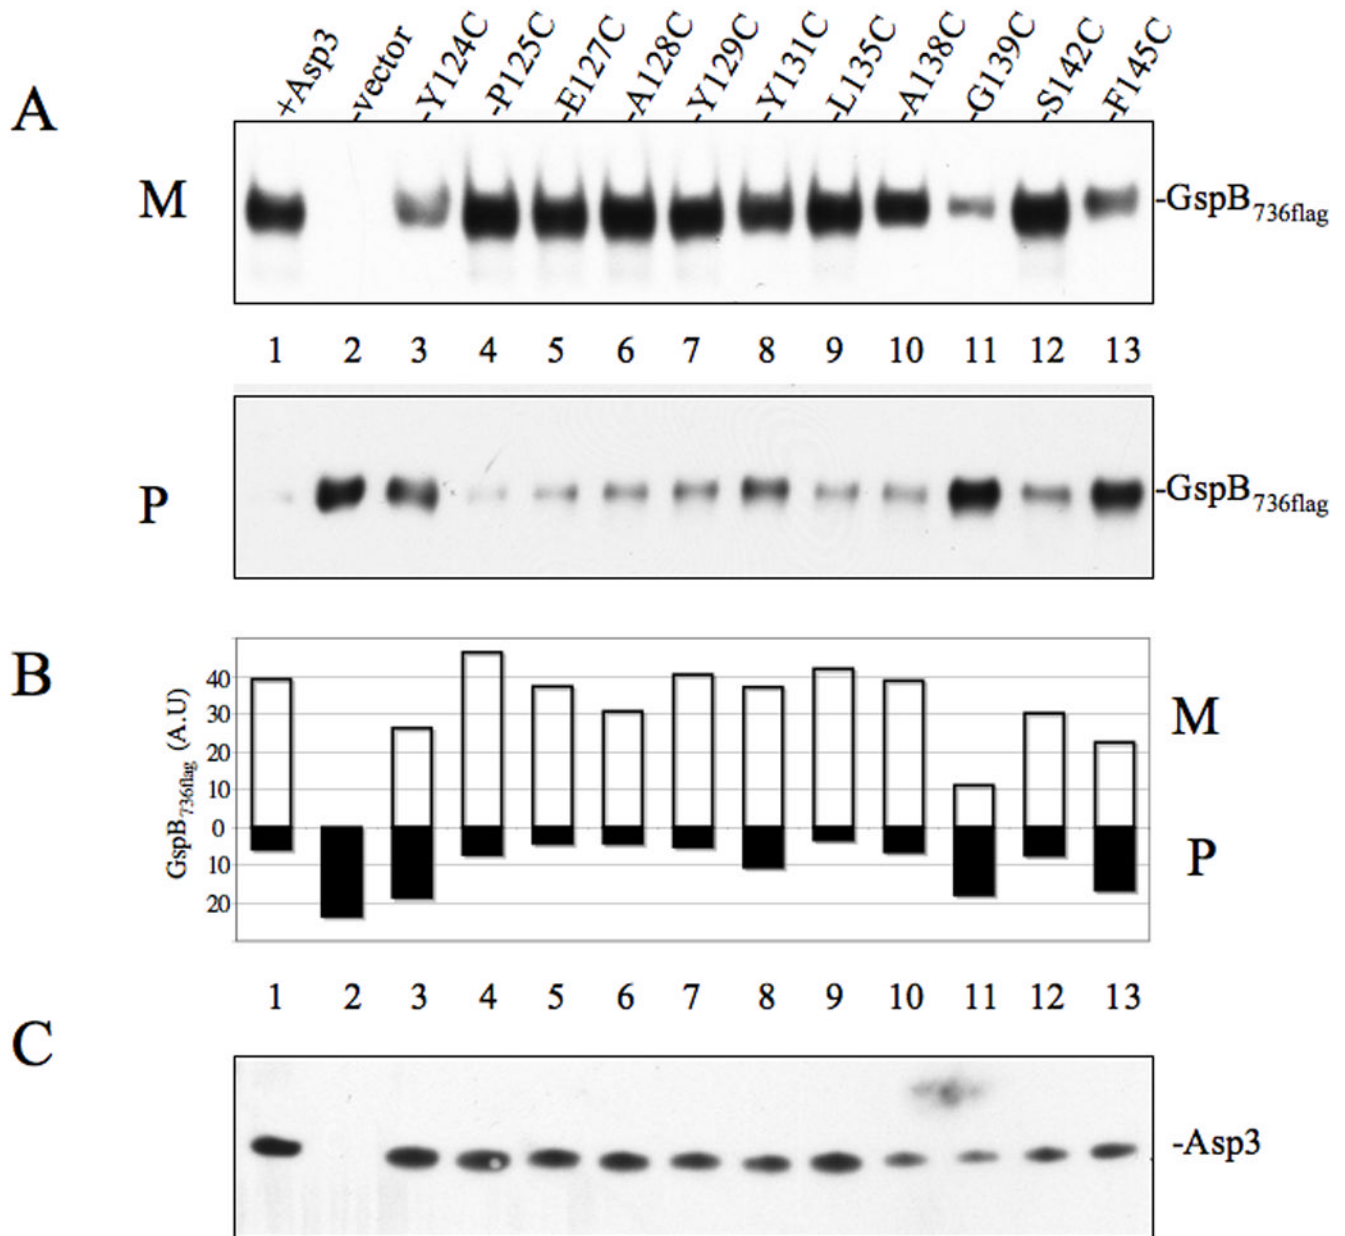 A
+Asp3 -vector -Y124C -P125C -E127C -A128C -Y129C -Y131C -L135C -A138C -G139C -S142C -F145C
M
-GspB736flag
1 2 3 4 5 6 7 8 9 10 11 12 13
P
-GspB736flag
B
GspB736flag (A.U)
40
30
20
10
0
10
20
M
P
1 2 3 4 5 6 7 8 9 10 11 12 13
C
-Asp3